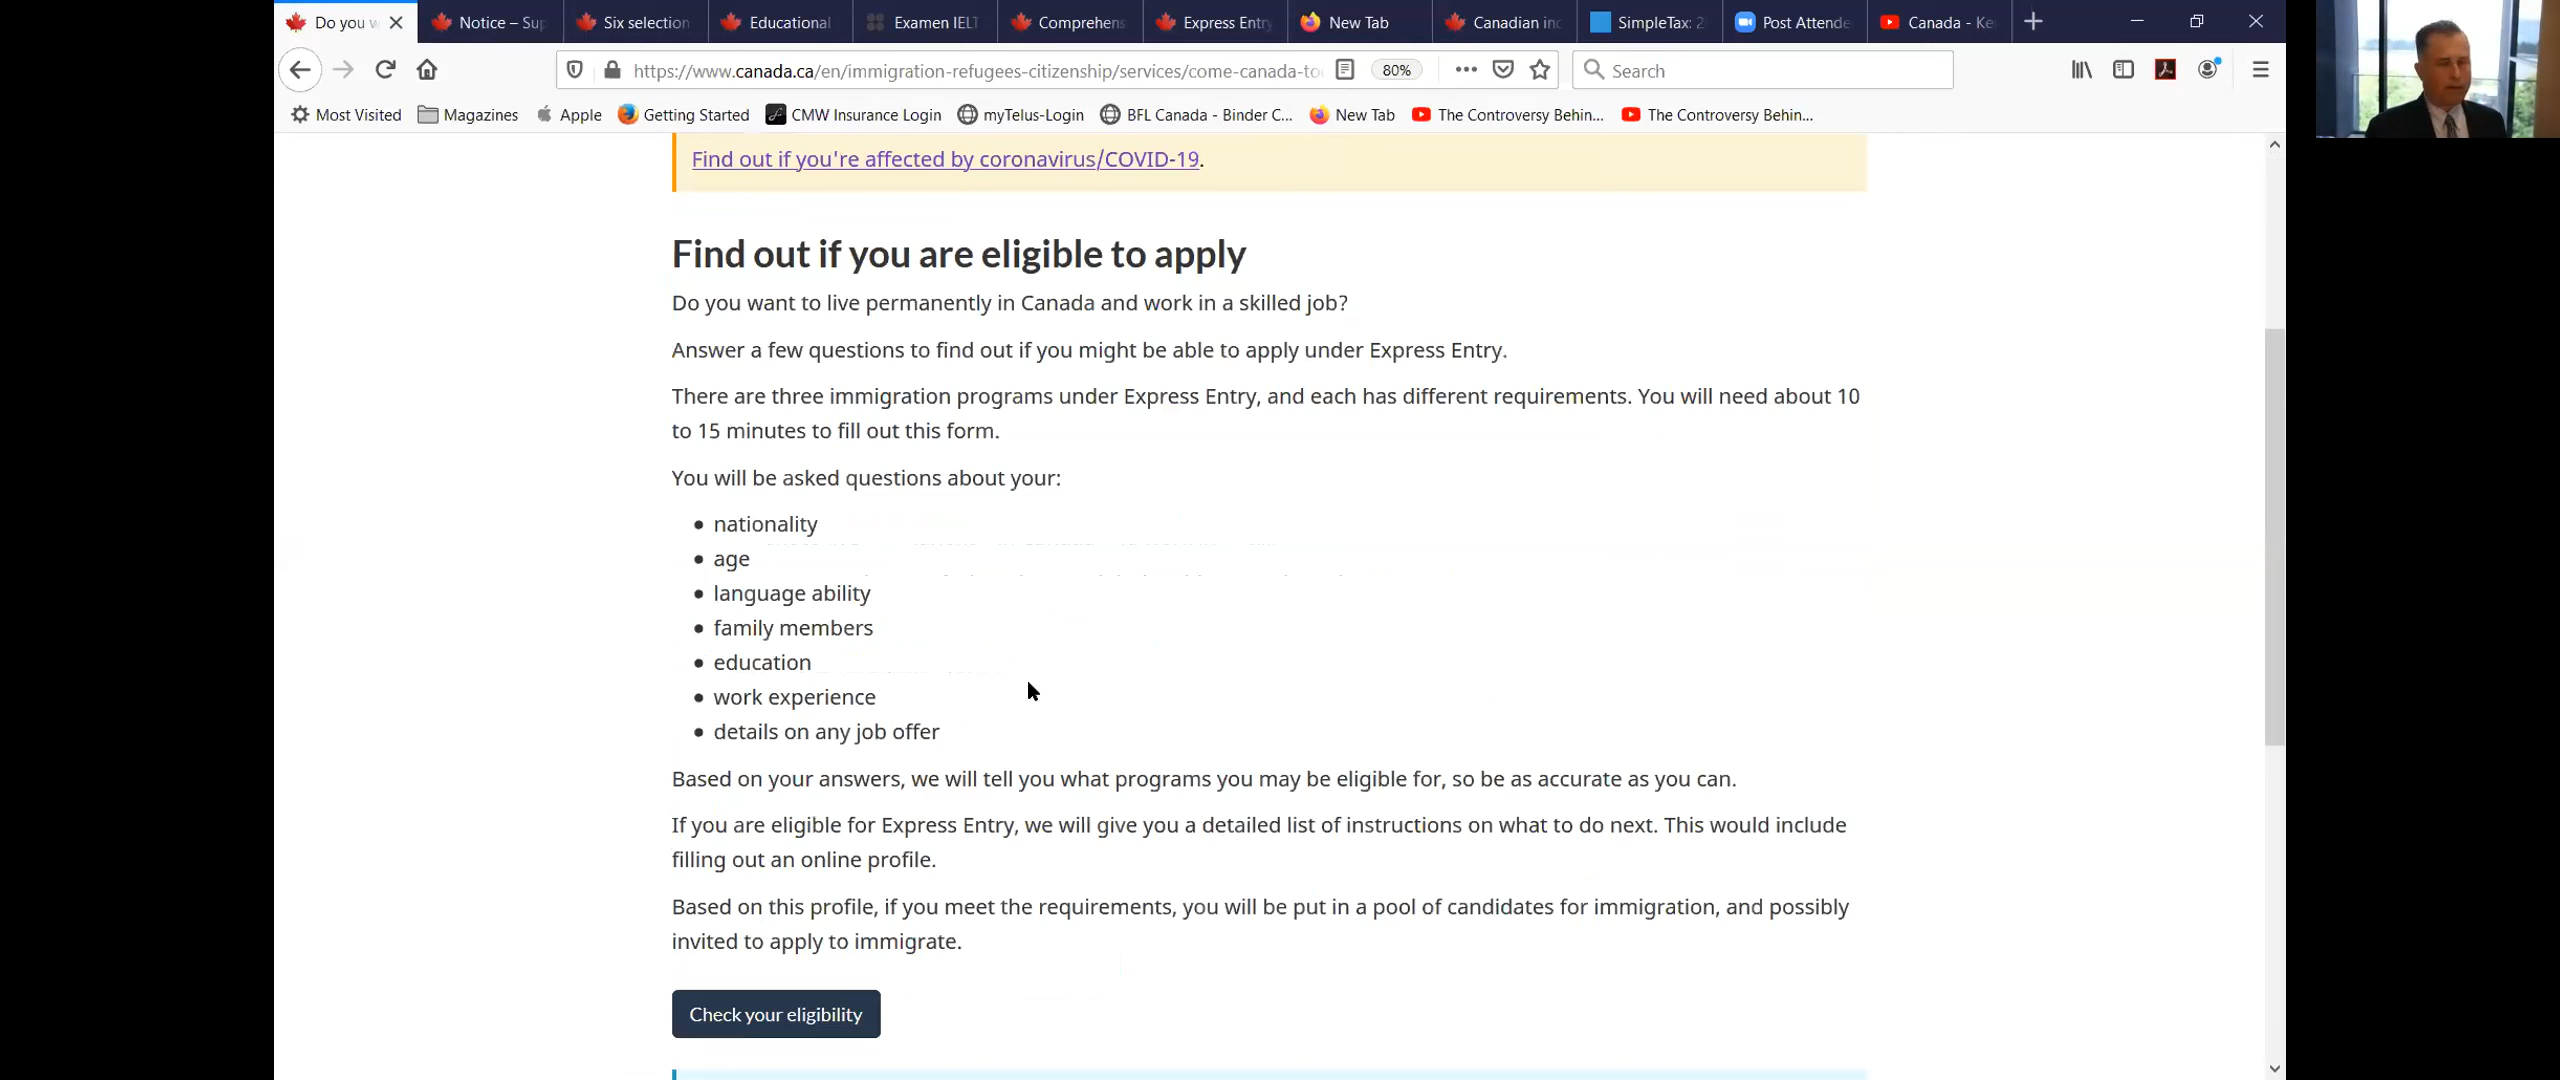 Do you w
Notice – Sup
Six selection
Educational
Examen IELT
Comprehens
Express Entry
New Tab
Canadian inc
SimpleTax: 2
Post Attende
Canada - Ke
https://www.canada.ca/en/immigration-refugees-citizenship/services/come-canada-to
80%
Search
Most Visited
Magazines
Apple
Getting Started
CMW Insurance Login
myTelus-Login
BFL Canada - Binder C...
New Tab
The Controversy Behin...
The Controversy Behin...
Find out if you're affected by coronavirus/COVID-19.
Find out if you are eligible to apply
Do you want to live permanently in Canada and work in a skilled job?
Answer a few questions to find out if you might be able to apply under Express Entry.
There are three immigration programs under Express Entry, and each has different requirements. You will need about 10
to 15 minutes to fill out this form.
You will be asked questions about your:
• nationality
• age
• language ability
• family members
• education
• work experience
• details on any job offer
Based on your answers, we will tell you what programs you may be eligible for, so be as accurate as you can.
If you are eligible for Express Entry, we will give you a detailed list of instructions on what to do next. This would include
filling out an online profile.
Based on this profile, if you meet the requirements, you will be put in a pool of candidates for immigration, and possibly
invited to apply to immigrate.
Check your eligibility